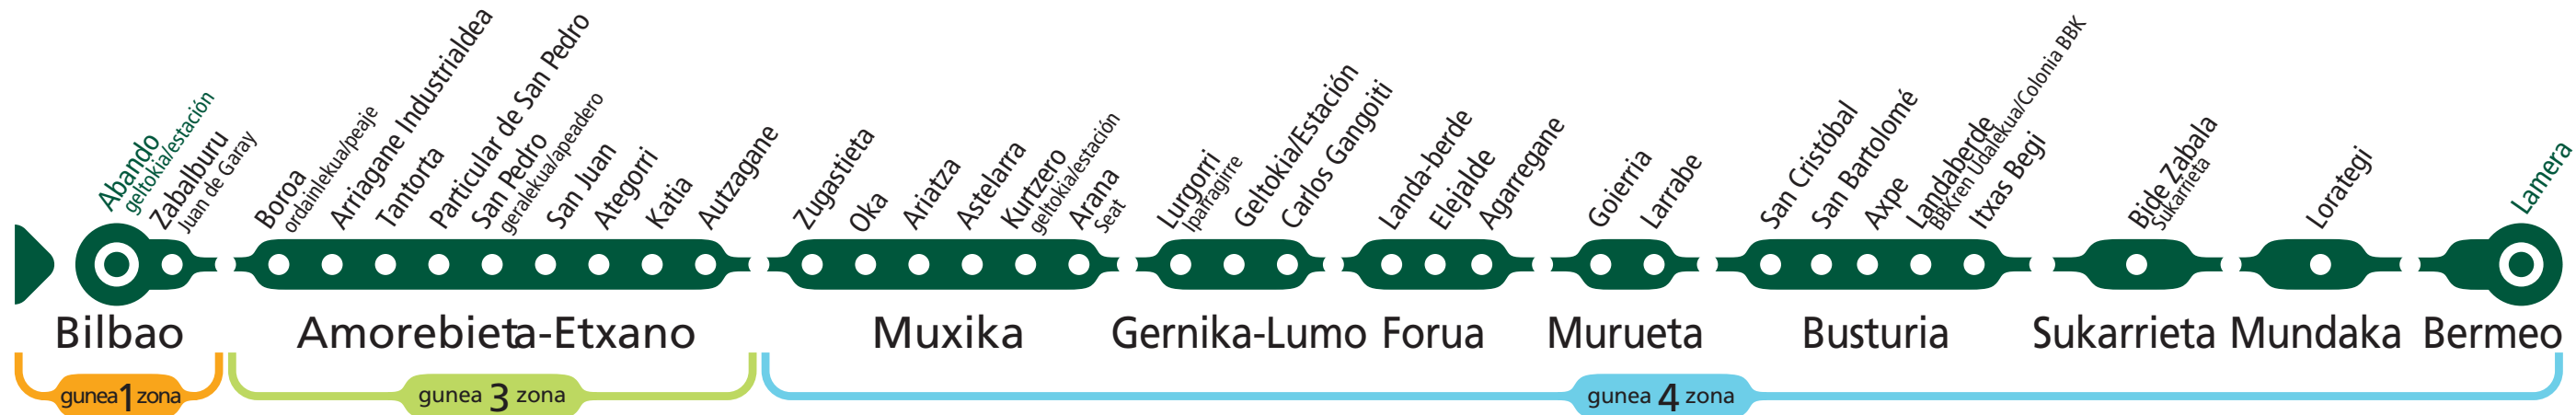 Abando
geltokia/estación
Zabalburu
Juan de Garay
Boroa
ordainlekua/peaje
Arriagane Industrialdea
Tantorta
Particular de San Pedro
San Pedro
geralekua/apeadero
San Juan
Ategorri
Katia
Autzagane
Zugastieta
Oka
Ariatza
Astelarra
Kurtzero
geltokia/estación
Arana
Seat
Lurgorri
Iparragirre
Geltokia/Estación
Carlos Gangoiti
Landa-berde
Elejalde
Agarregane
Goierria
Larrabe
San Cristóbal
San Bartolomé
Axpe
Landaberde
BBKren Udalekua/Colonia BBK
Itxas Begi
Bide Zabala
Sukarrieta
Lorategi
Lamera
Bilbao
Amorebieta-Etxano
Muxika
Gernika-Lumo
Forua
Murueta
Busturia
Sukarrieta
Mundaka
Bermeo
gunea 1 zona
gunea 3 zona
gunea 4 zona